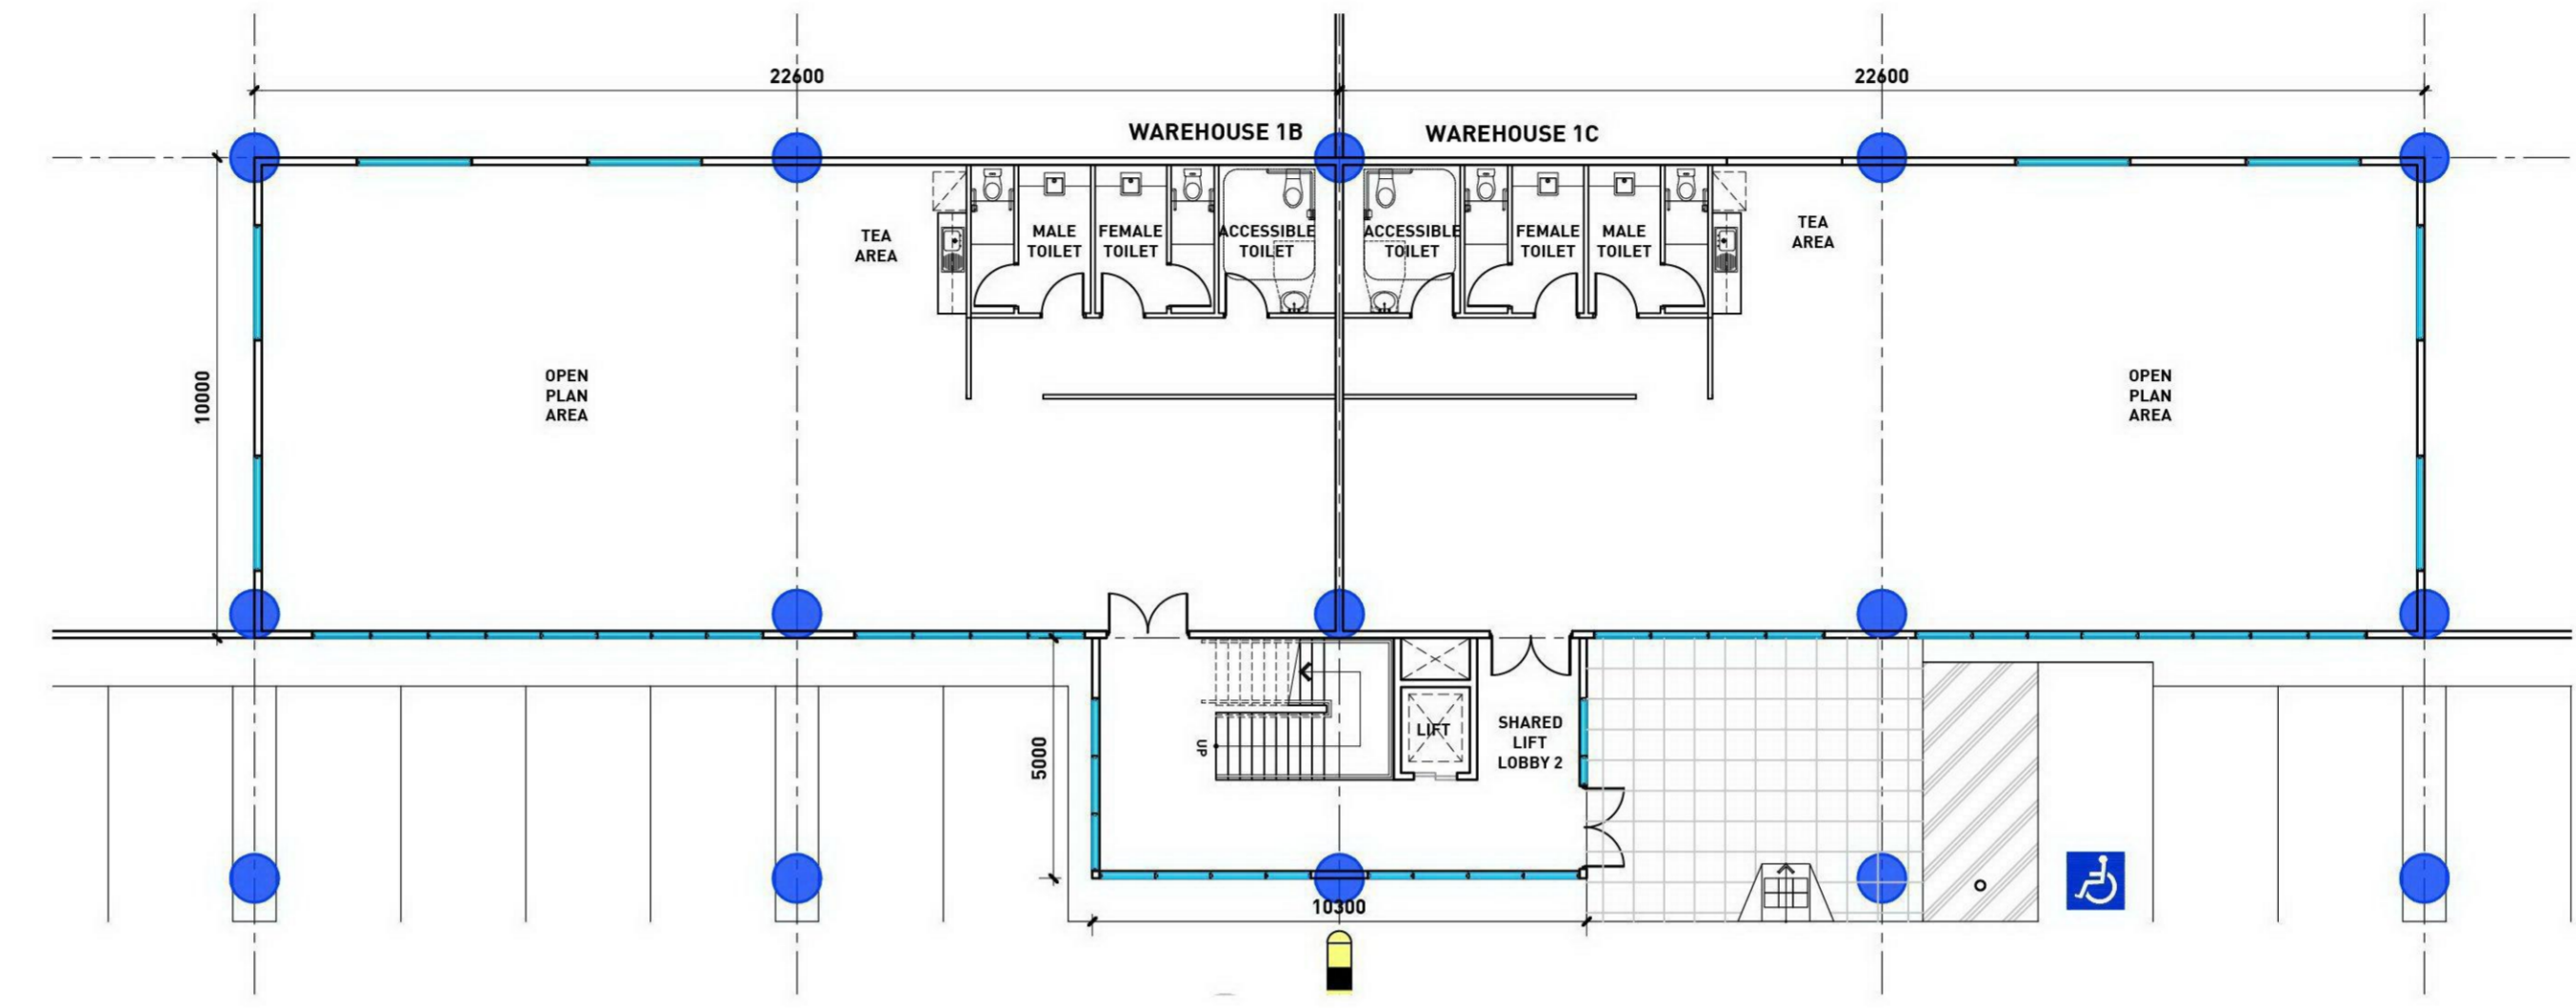 22600
22600
WAREHOUSE 1B
WAREHOUSE 1C
10000
OPEN
PLAN
AREA
TEA
AREA
MALE
TOILET
FEMALE
TOILET
ACCESSIBLE
TOILET
ACCESSIBLE
TOILET
FEMALE
TOILET
MALE
TOILET
TEA
AREA
OPEN
PLAN
AREA
5000
UP
LIFT
SHARED
LIFT
LOBBY 2
10300